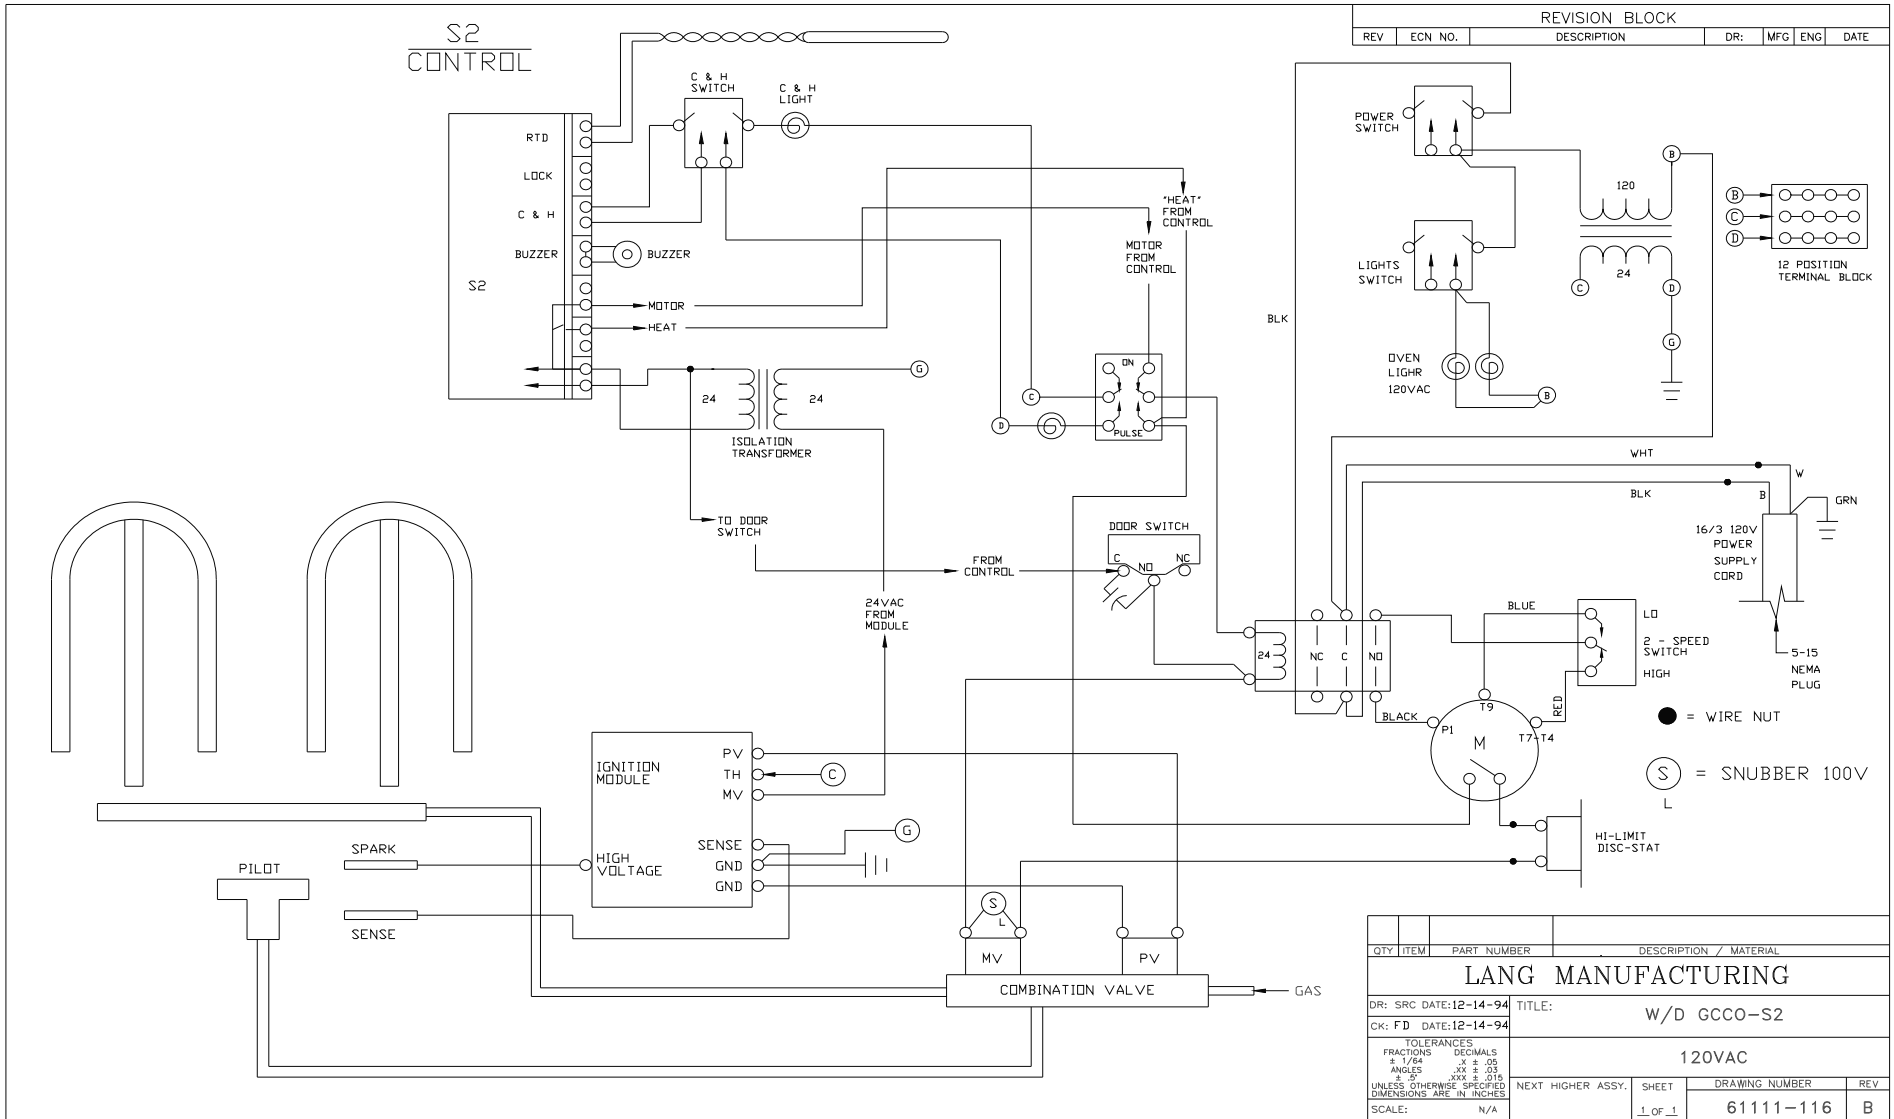 S2
CONTROL
REVISION BLOCK
REV ECN NO. DESCRIPTION DR: MFG ENG DATE
C & H
SWITCH
C & H
LIGHT
RTD
LOCK
C & H
BUZZER
BUZZER
S2
MOTOR
HEAT
"HEAT"
FROM
CONTROL
MOTOR
FROM
CONTROL
POWER
SWITCH
LIGHTS
SWITCH
BLK
120
24
B
C
D
G
B
C
D
12 POSITION
TERMINAL BLOCK
OVEN
LIGHR
120VAC
B
24
24
G
ISOLATION
TRANSFORMER
ON
PULSE
C
D
TO DOOR
SWITCH
FROM
CONTROL
DOOR SWITCH
C
NO
NC
24VAC
FROM
MODULE
WHT
BLK
W
B
GRN
16/3 120V
POWER
SUPPLY
CORD
5-15
NEMA
PLUG
24
NC
C
NO
BLUE
LO
2 - SPEED
SWITCH
HIGH
RED
BLACK
P1
T9
T7-T4
M
= WIRE NUT
S = SNUBBER 100V
L
HI-LIMIT
DISC-STAT
IGNITION
MODULE
PV
TH
MV
C
SENSE
GND
GND
G
HIGH
VOLTAGE
SPARK
SENSE
PILOT
S
L
MV
PV
COMBINATION VALVE
GAS
QTY ITEM PART NUMBER DESCRIPTION / MATERIAL
LANG MANUFACTURING
DR: SRC DATE:12-14-94
CK: FD DATE:12-14-94
TITLE:
W/D GCCO-S2
120VAC
TOLERANCES
FRACTIONS DECIMALS
± 1/64 .X ± .05
ANGLES .XX ± .03
± .5° .XXX ± .015
UNLESS OTHERWISE SPECIFIED
DIMENSIONS ARE IN INCHES
SCALE: N/A
NEXT HIGHER ASSY.
SHEET
1 OF 1
DRAWING NUMBER
61111-116
REV
B